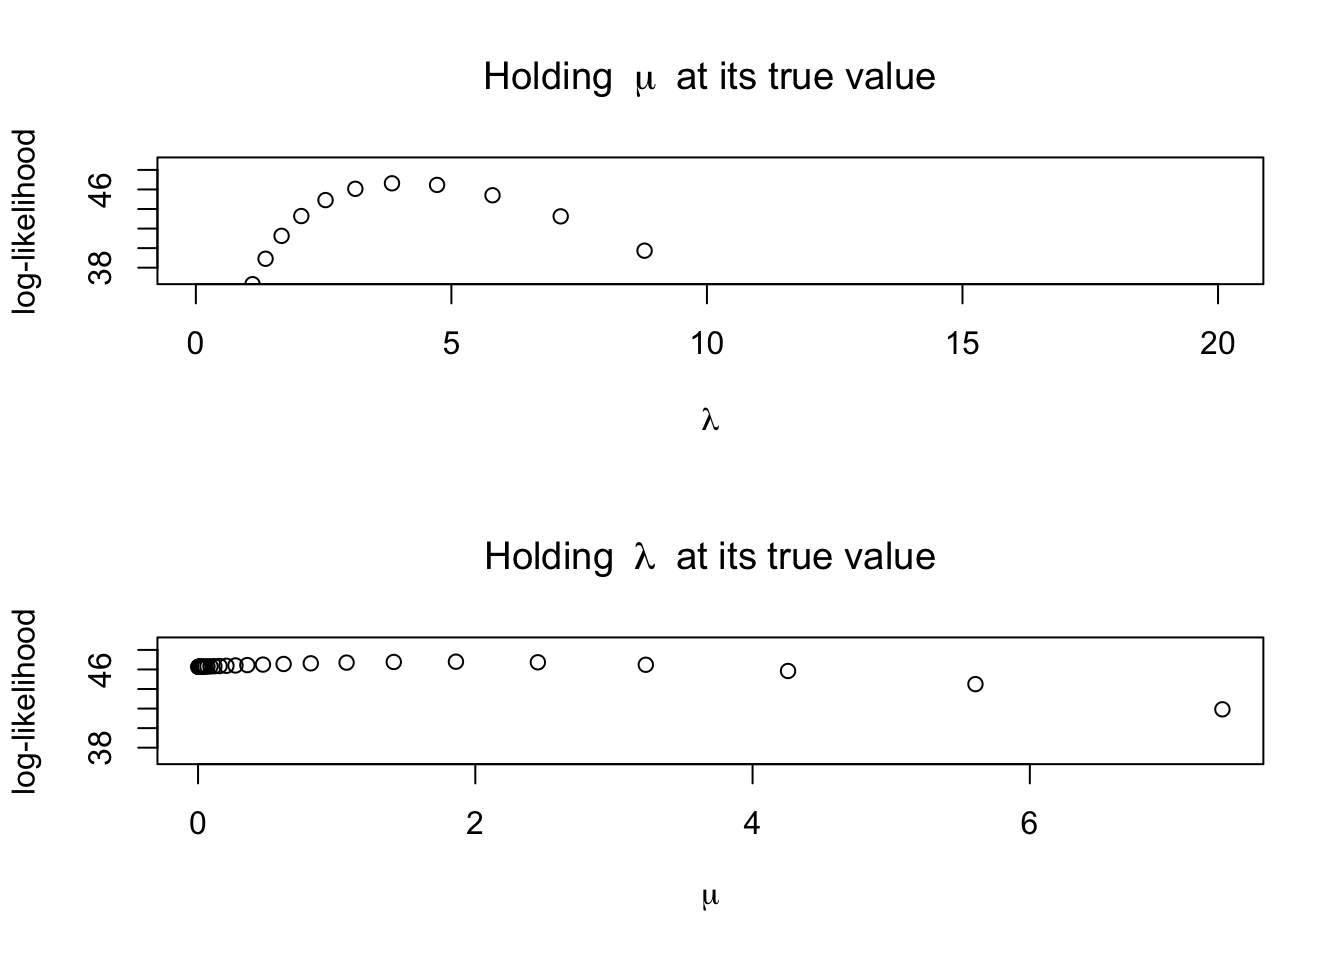 Holding μ at its true value
log-likelihood
46
38
0 5 10 15 20
λ
Holding λ at its true value
log-likelihood
46
38
0 2 4 6
μ